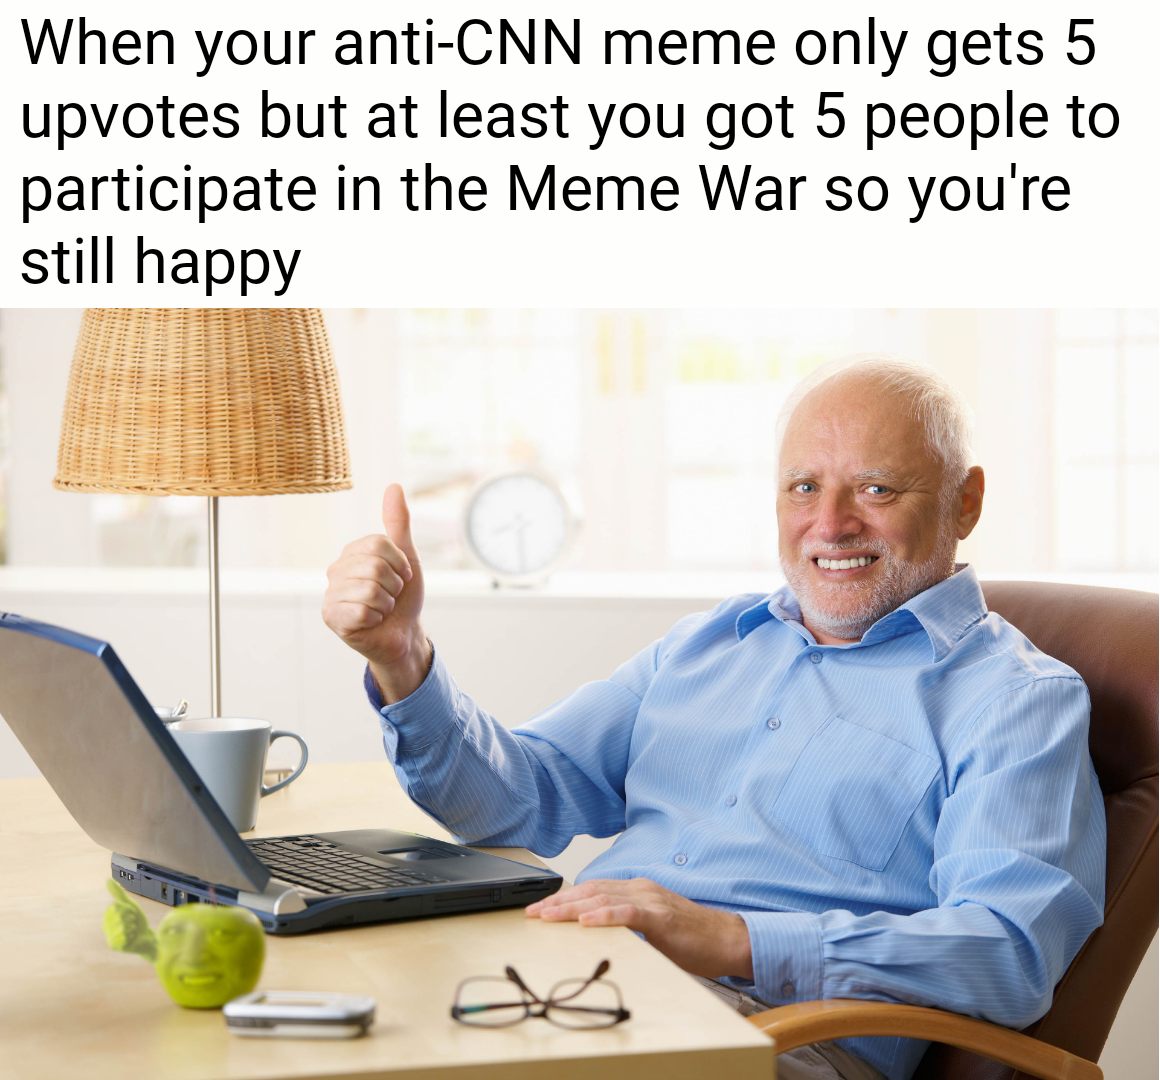 When your anti-CNN meme only gets 5
upvotes but at least you got 5 people to
participate in the Meme War so you're
still happy